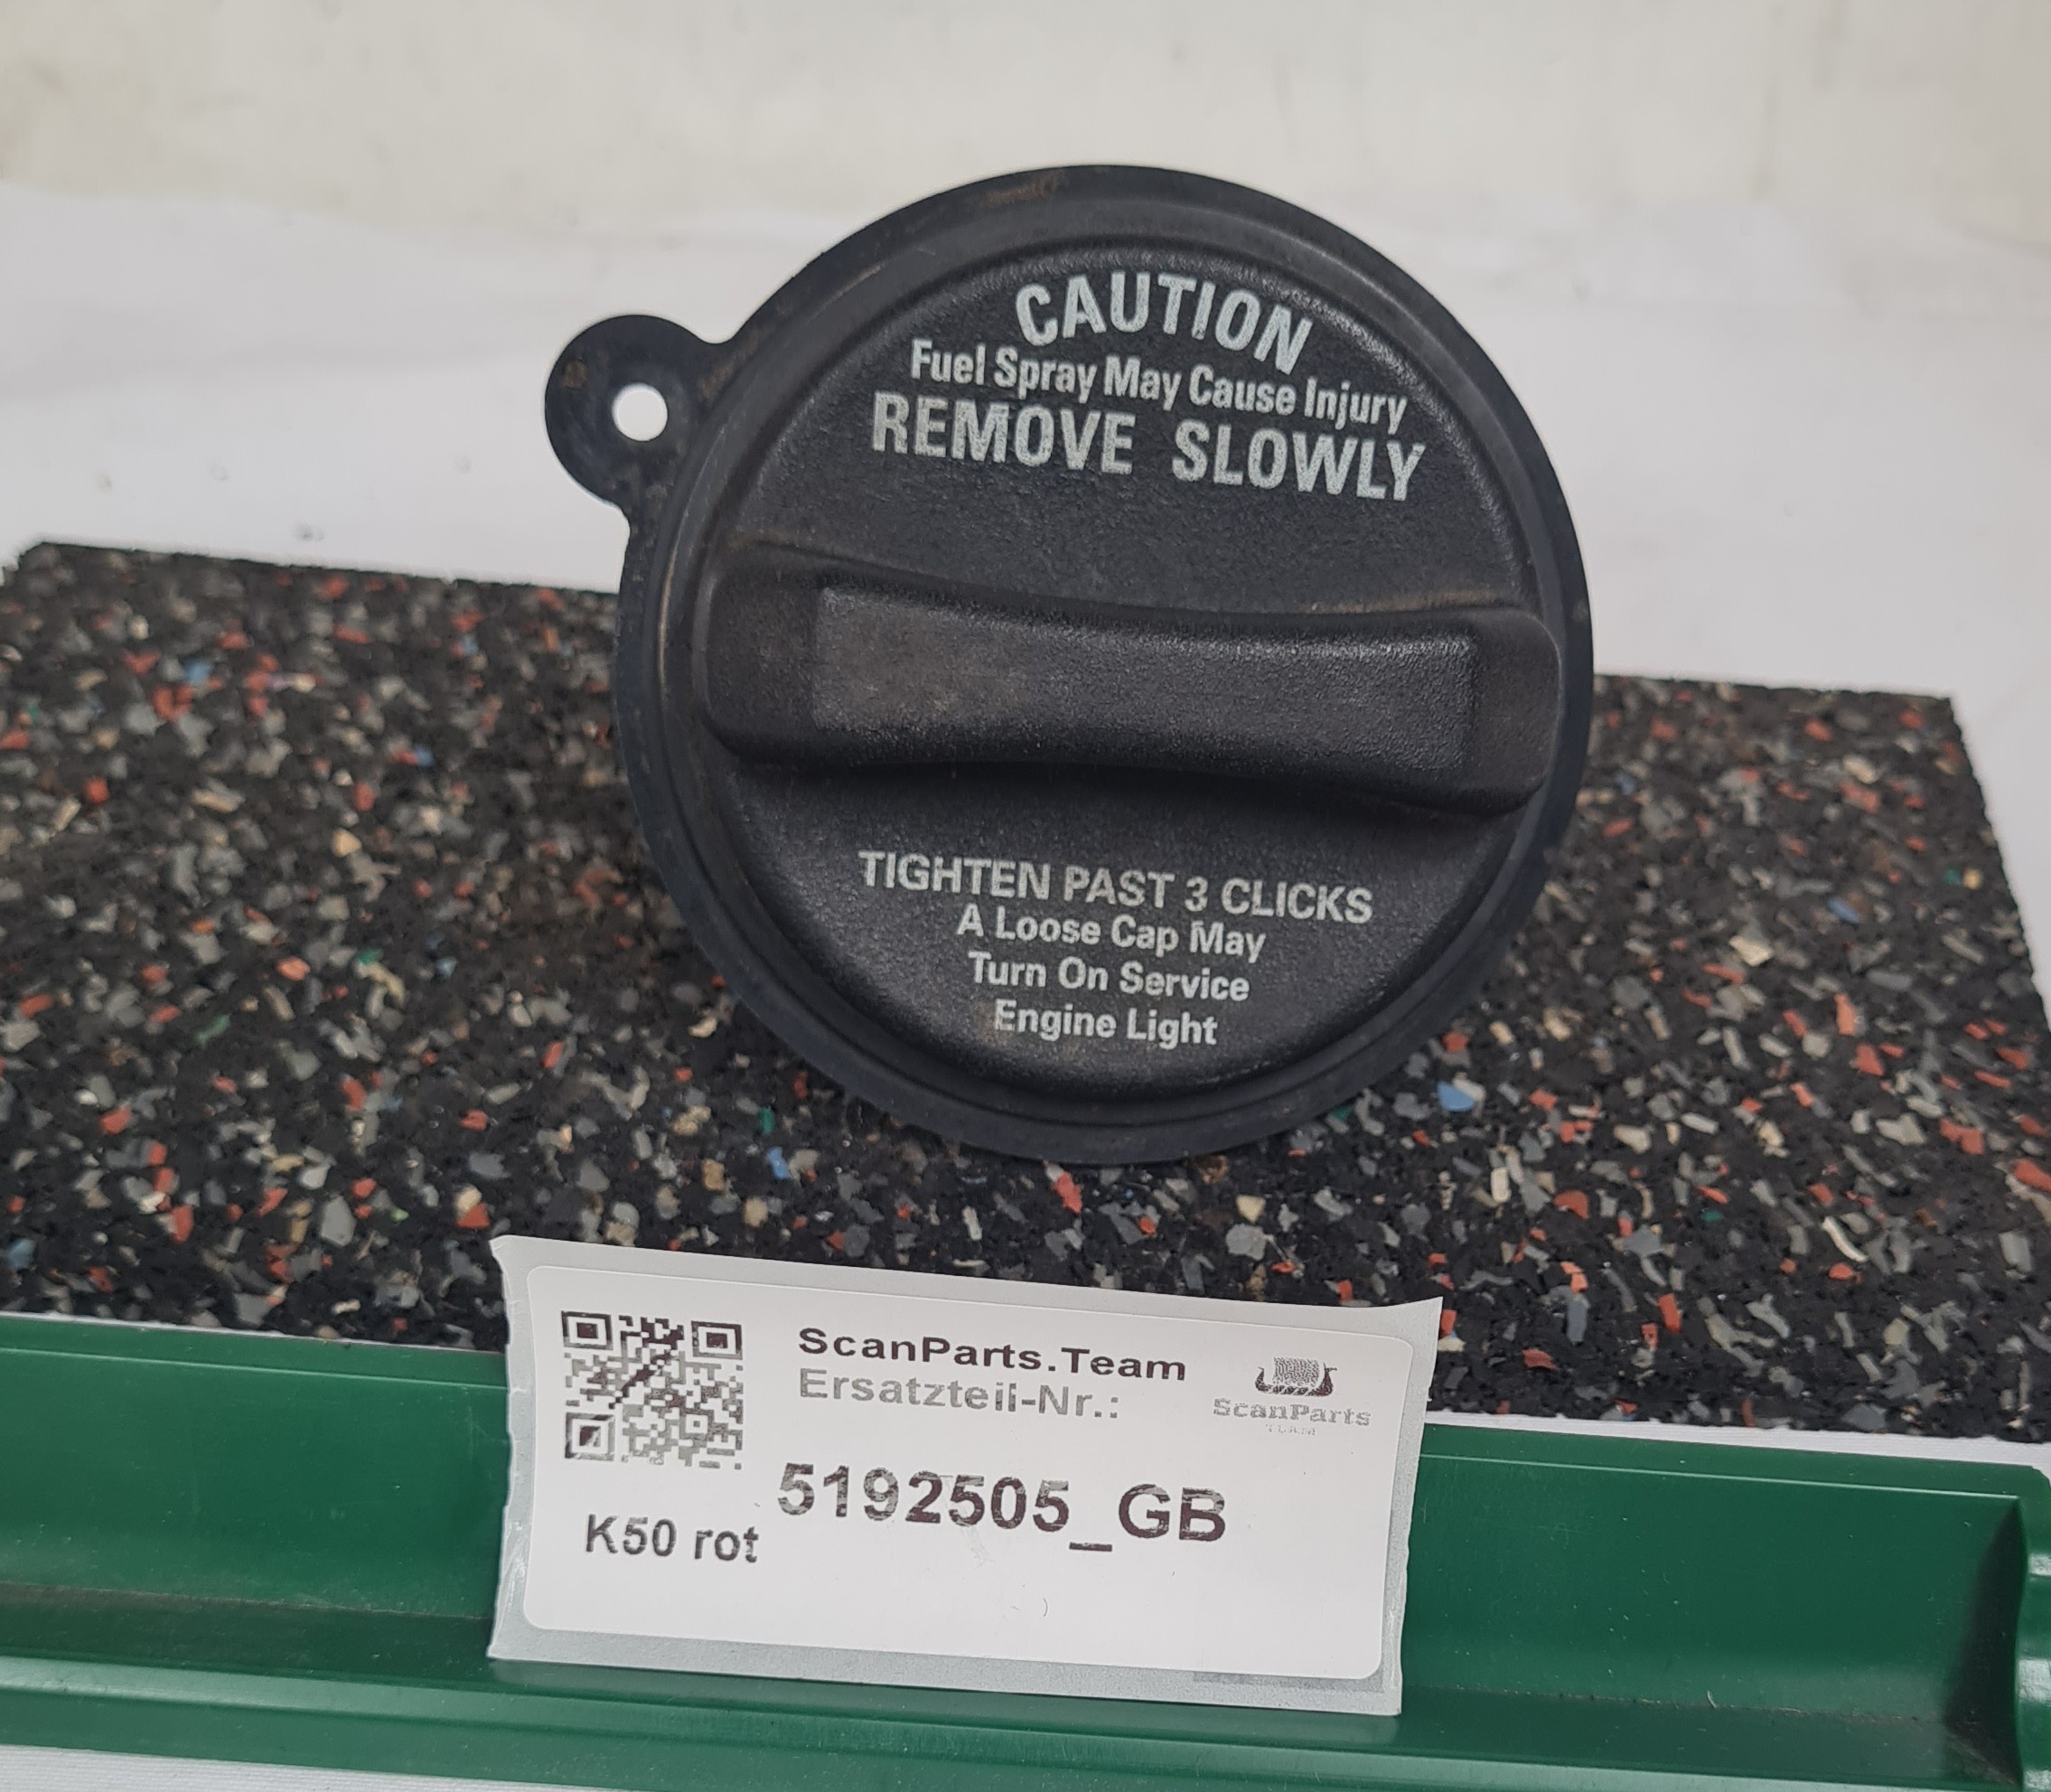 CAUTION
Fuel Spray May Cause Injury
REMOVE SLOWLY
TIGHTEN PAST 3 CLICKS
A Loose Cap May
Turn On Service
Engine Light
ScanParts.Team
Ersatzteil-Nr.:
ScanParts
TEAM
5192505_GB
K50 rot